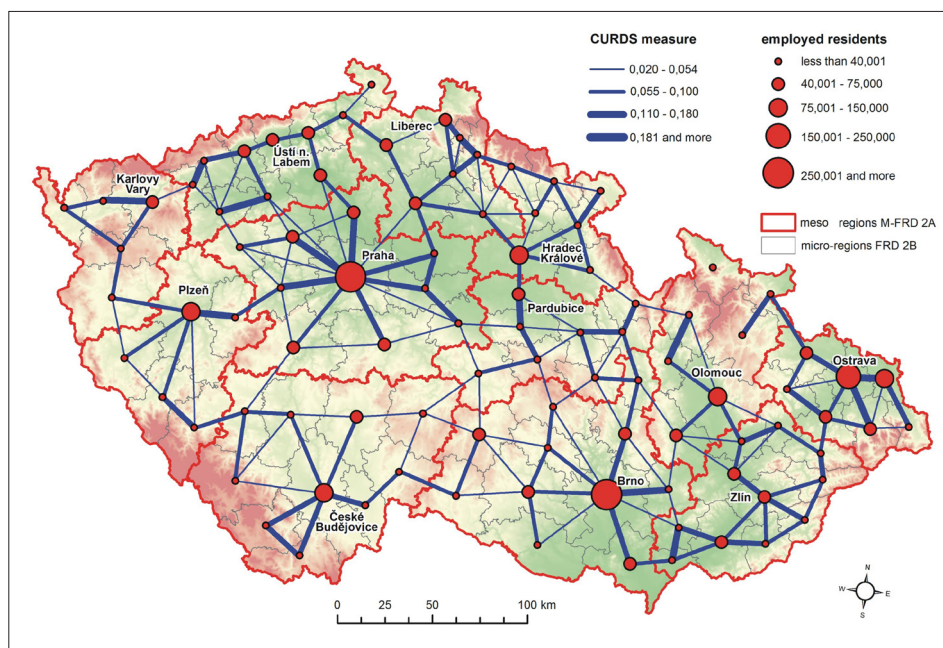 CURDS measure
0,020 - 0,054
0,055 - 0,100
0,110 - 0,180
0,181 and more
employed residents
less than 40,001
40,001 - 75,000
75,001 - 150,000
150,001 - 250,000
250,001 and more
meso regions M-FRD 2A
micro-regions FRD 2B
Liberec
Ústí n.
Labem
Karlovy
Vary
Praha
Hradec
Králové
Plzeň
Pardubice
Ostrava
Olomouc
Brno
Zlín
České
Budějovice
N
W
E
S
0 25 50 100 km